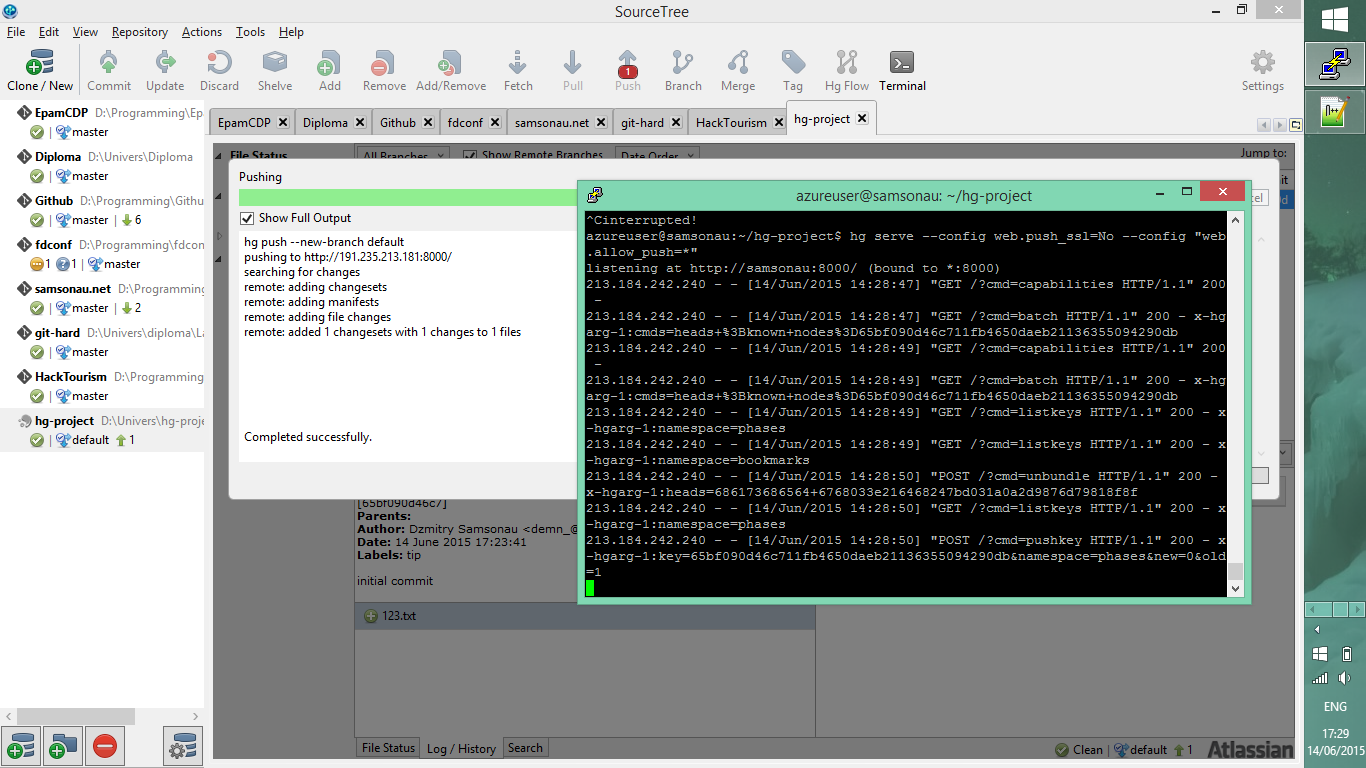 SourceTree
File Edit View Repository Actions Tools Help
Clone / New Commit Update Discard Shelve Add Remove Add/Remove Fetch Pull Push Branch Merge Tag Hg Flow Terminal Settings
1
EpamCDP Diploma Github fdconf samsonau.net git-hard HackTourism hg-project
EpamCDP D:\Programming\Ep
master
Diploma D:\Univers\Diploma
master
Github D:\Programming\Githu
master 6
fdconf D:\Programming\fdcon
1 1 master
samsonau.net D:\Programming
master 2
git-hard D:\Univers\diploma\La
master
HackTourism D:\Programming
master
hg-project D:\Univers\hg-proje
default 1
File Status All Branches Show Remote Branches Date Order Jump to:
Pushing
Show Full Output
hg push --new-branch default
pushing to http://191.235.213.181:8000/
searching for changes
remote: adding changesets
remote: adding manifests
remote: adding file changes
remote: added 1 changesets with 1 changes to 1 files
Completed successfully.
azureuser@samsonau: ~/hg-project
^Cinterrupted!
azureuser@samsonau:~/hg-project$ hg serve --config web.push_ssl=No --config "web
.allow_push=*"
listening at http://samsonau:8000/ (bound to *:8000)
213.184.242.240 - - [14/Jun/2015 14:28:47] "GET /?cmd=capabilities HTTP/1.1" 200
-
213.184.242.240 - - [14/Jun/2015 14:28:47] "GET /?cmd=batch HTTP/1.1" 200 - x-hg
arg-1:cmds=heads+%3Bknown+nodes%3D65bf090d46c711fb4650daeb21136355094290db
213.184.242.240 - - [14/Jun/2015 14:28:49] "GET /?cmd=capabilities HTTP/1.1" 200
-
213.184.242.240 - - [14/Jun/2015 14:28:49] "GET /?cmd=batch HTTP/1.1" 200 - x-hg
arg-1:cmds=heads+%3Bknown+nodes%3D65bf090d46c711fb4650daeb21136355094290db
213.184.242.240 - - [14/Jun/2015 14:28:49] "GET /?cmd=listkeys HTTP/1.1" 200 - x
-hgarg-1:namespace=phases
213.184.242.240 - - [14/Jun/2015 14:28:49] "GET /?cmd=listkeys HTTP/1.1" 200 - x
-hgarg-1:namespace=bookmarks
213.184.242.240 - - [14/Jun/2015 14:28:50] "POST /?cmd=unbundle HTTP/1.1" 200 -
x-hgarg-1:heads=686173686564+6768033e216468247bd031a0a2d9876d79818f8f
213.184.242.240 - - [14/Jun/2015 14:28:50] "GET /?cmd=listkeys HTTP/1.1" 200 - x
-hgarg-1:namespace=phases
213.184.242.240 - - [14/Jun/2015 14:28:50] "POST /?cmd=pushkey HTTP/1.1" 200 - x
-hgarg-1:key=65bf090d46c711fb4650daeb21136355094290db&namespace=phases&new=0&old
=1
[65bf090d46c7]
Parents:
Author: Dzmitry Samsonau <demn_@
Date: 14 June 2015 17:23:41
Labels: tip
initial commit
123.txt
File Status Log / History Search
Clean default 1 Atlassian
ENG
17:29
14/06/2015